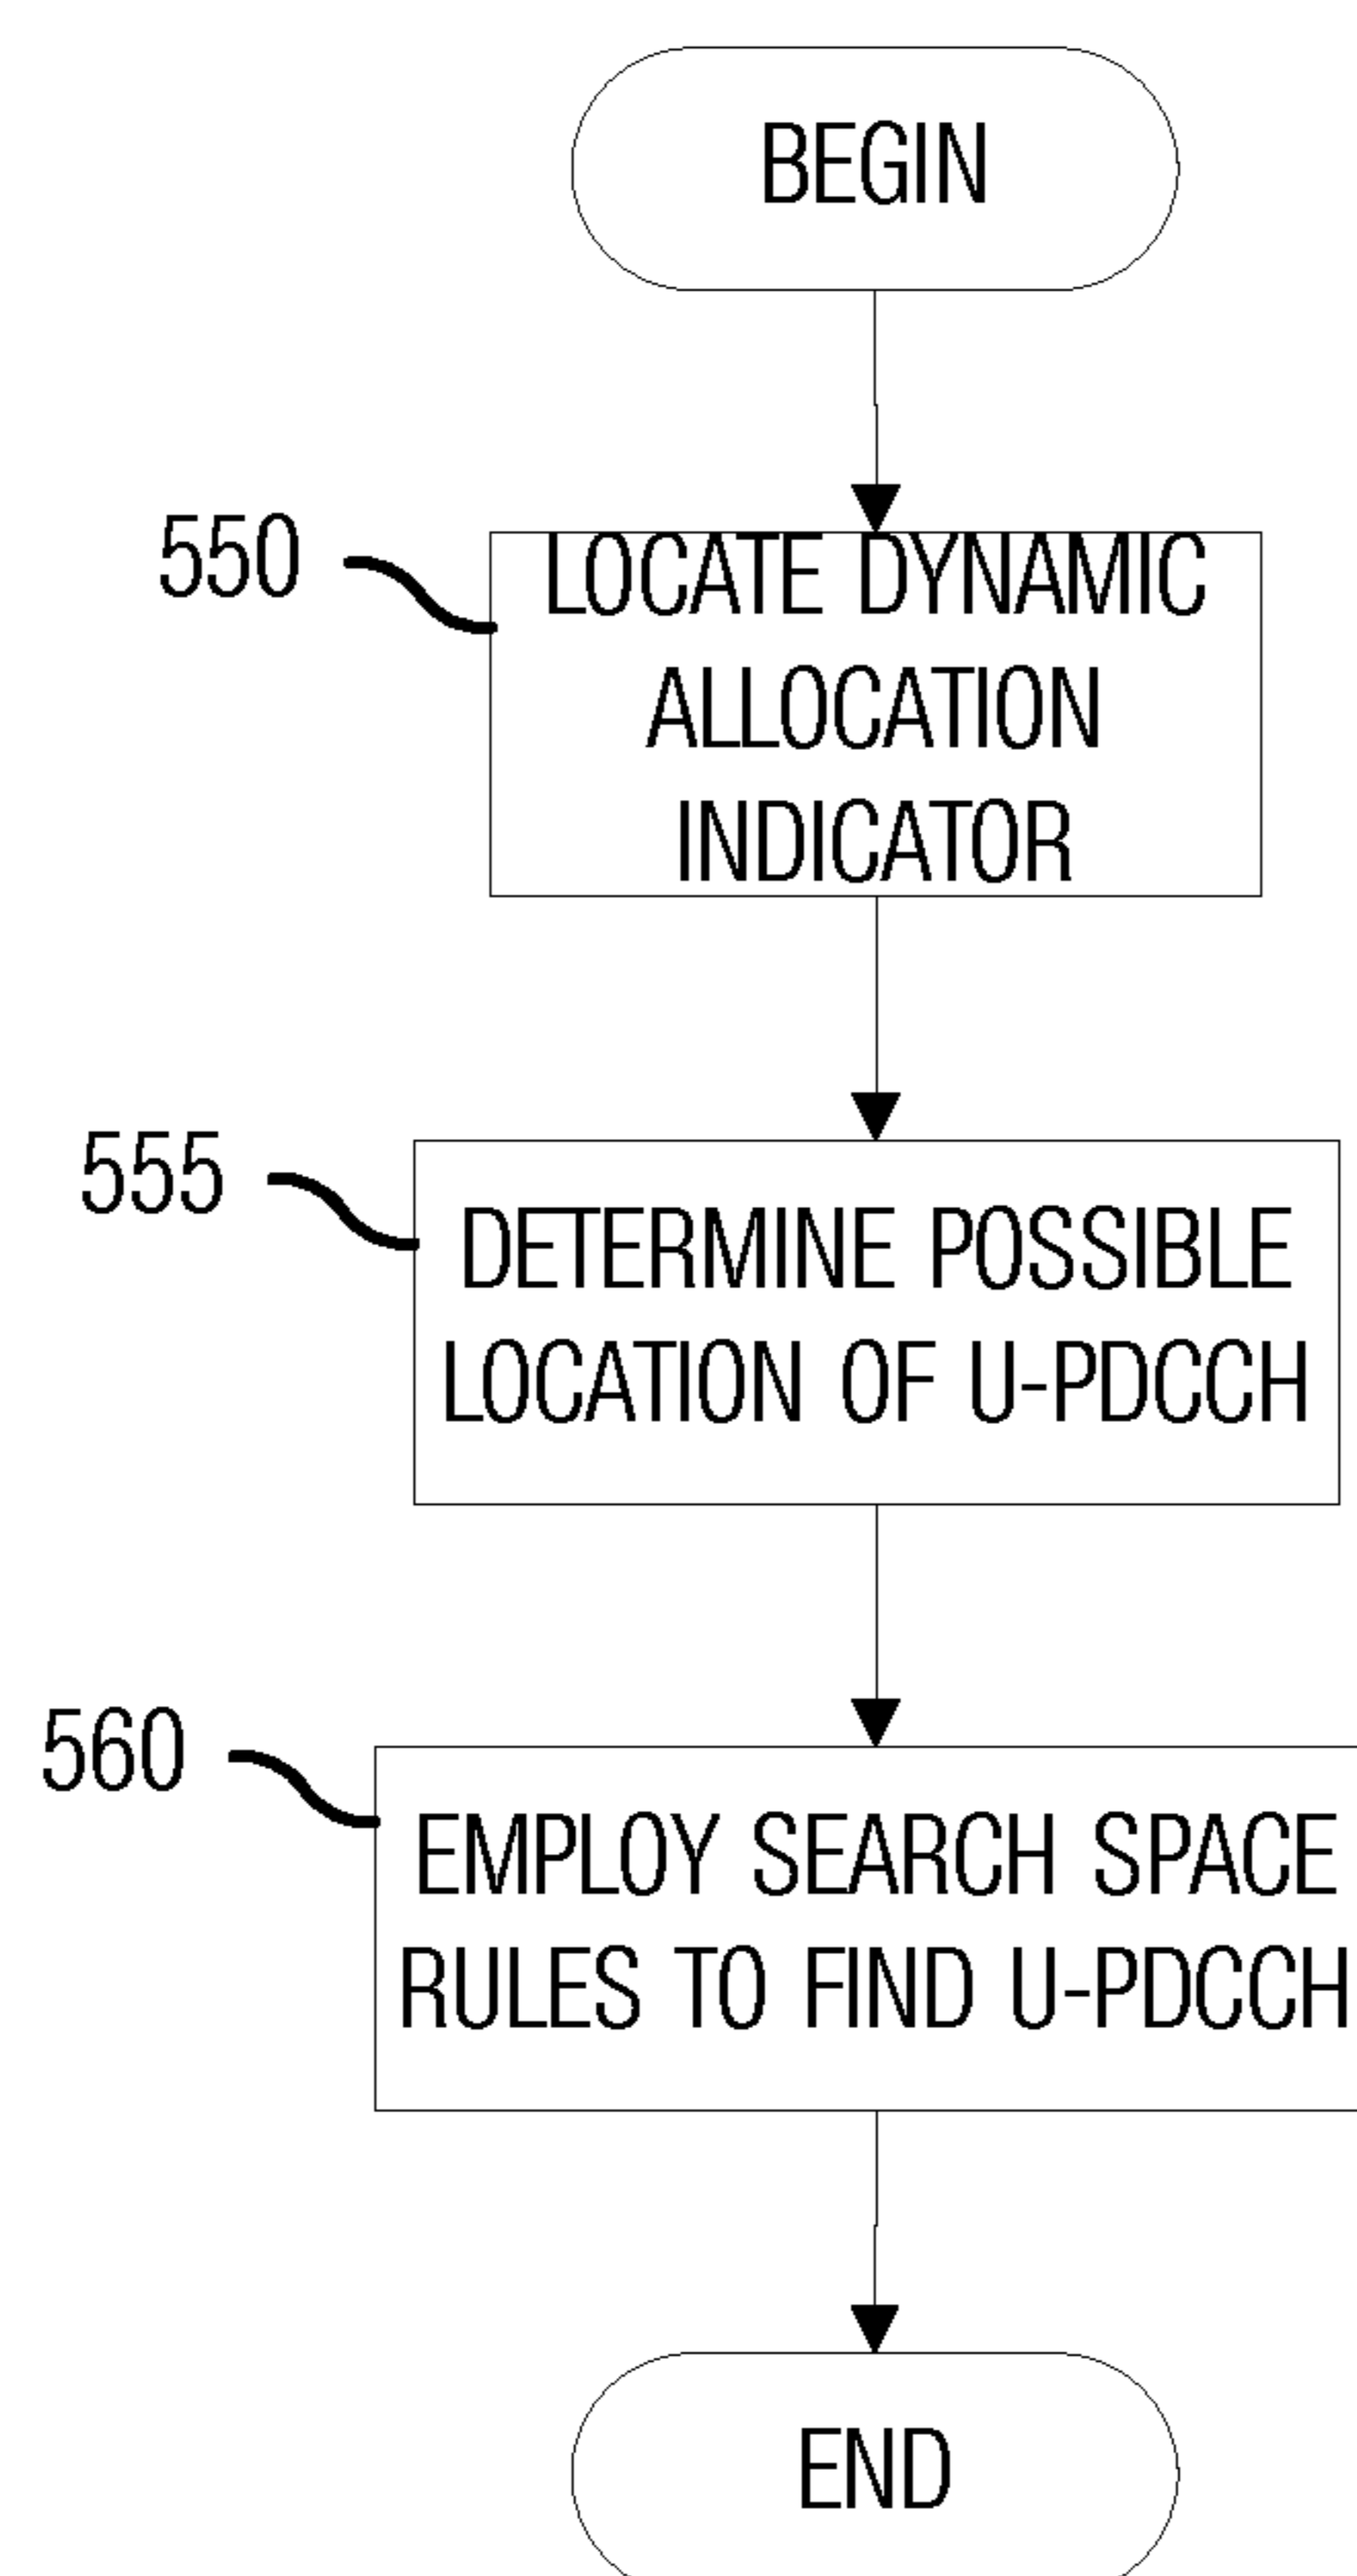 BEGIN
550
LOCATE DYNAMIC
ALLOCATION
INDICATOR
555
DETERMINE POSSIBLE
LOCATION OF U-PDCCH
560
EMPLOY SEARCH SPACE
RULES TO FIND U-PDCCH
END